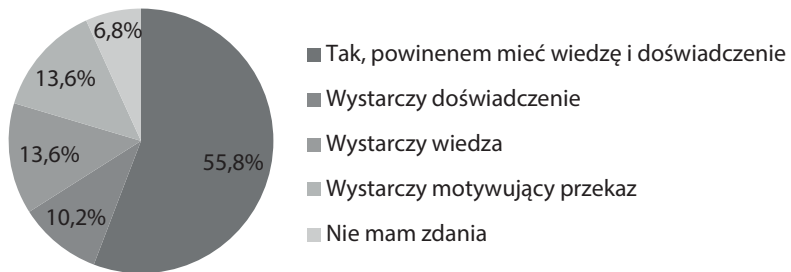 6,8%
13,6%
13,6%
10,2%
55,8%
Tak, powinenem mieć wiedzę i doświadczenie
Wystarczy doświadczenie
Wystarczy wiedza
Wystarczy motywujący przekaz
Nie mam zdania